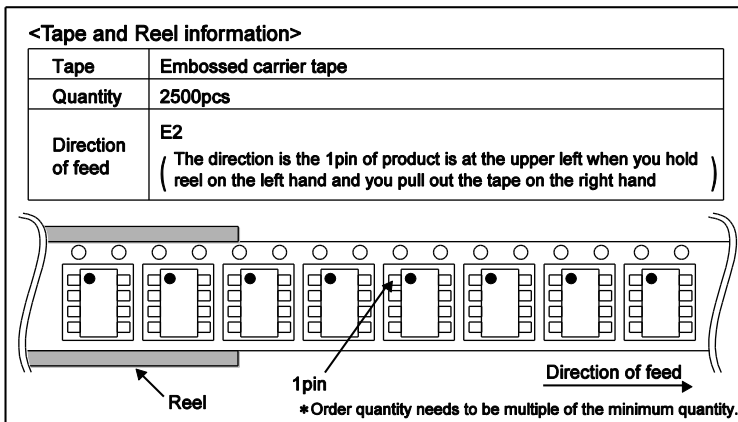 <Tape and Reel information>
Tape Embossed carrier tape
Quantity 2500pcs
Direction of feed E2
( The direction is the 1pin of product is at the upper left when you hold
reel on the left hand and you pull out the tape on the right hand )
1pin
Direction of feed
Reel
*Order quantity needs to be multiple of the minimum quantity.